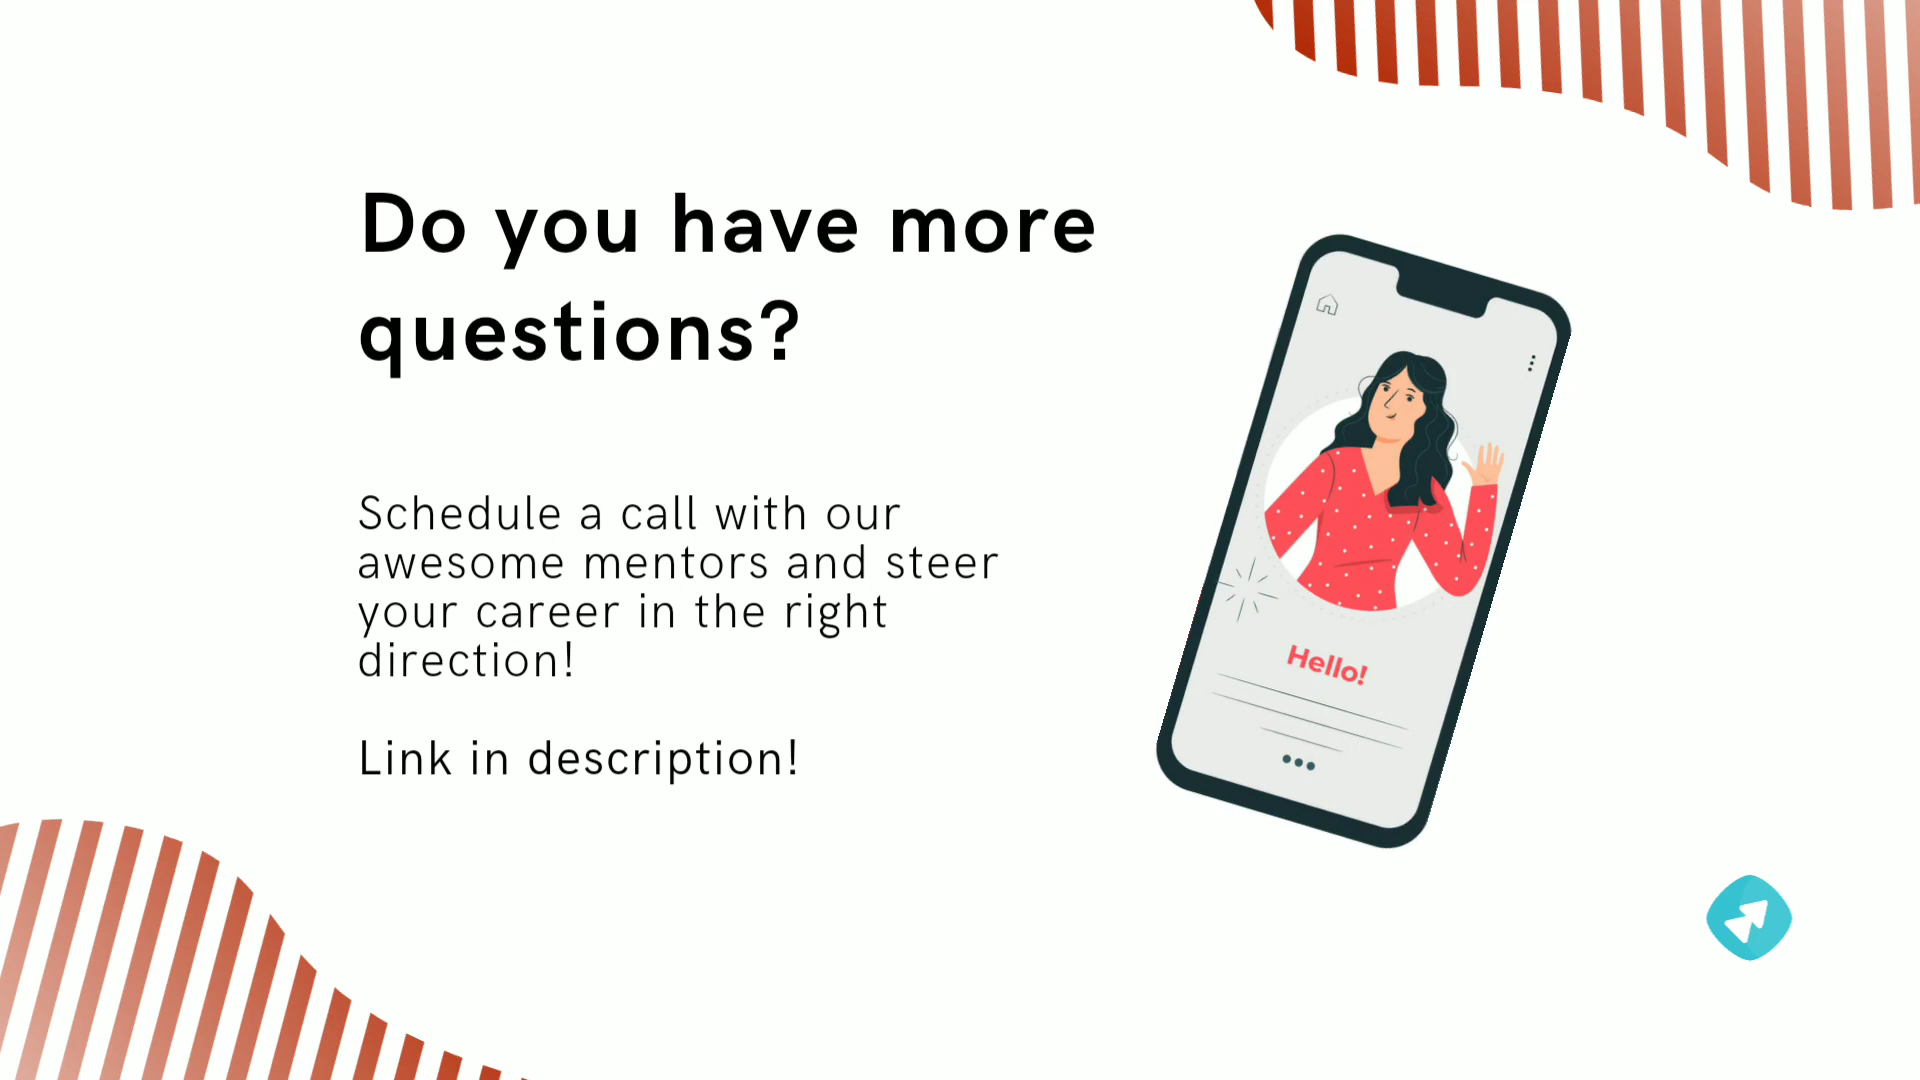 Do you have more
questions?
Schedule a call with our
awesome mentors and steer
your career in the right
direction!
Link in description!
Hello!